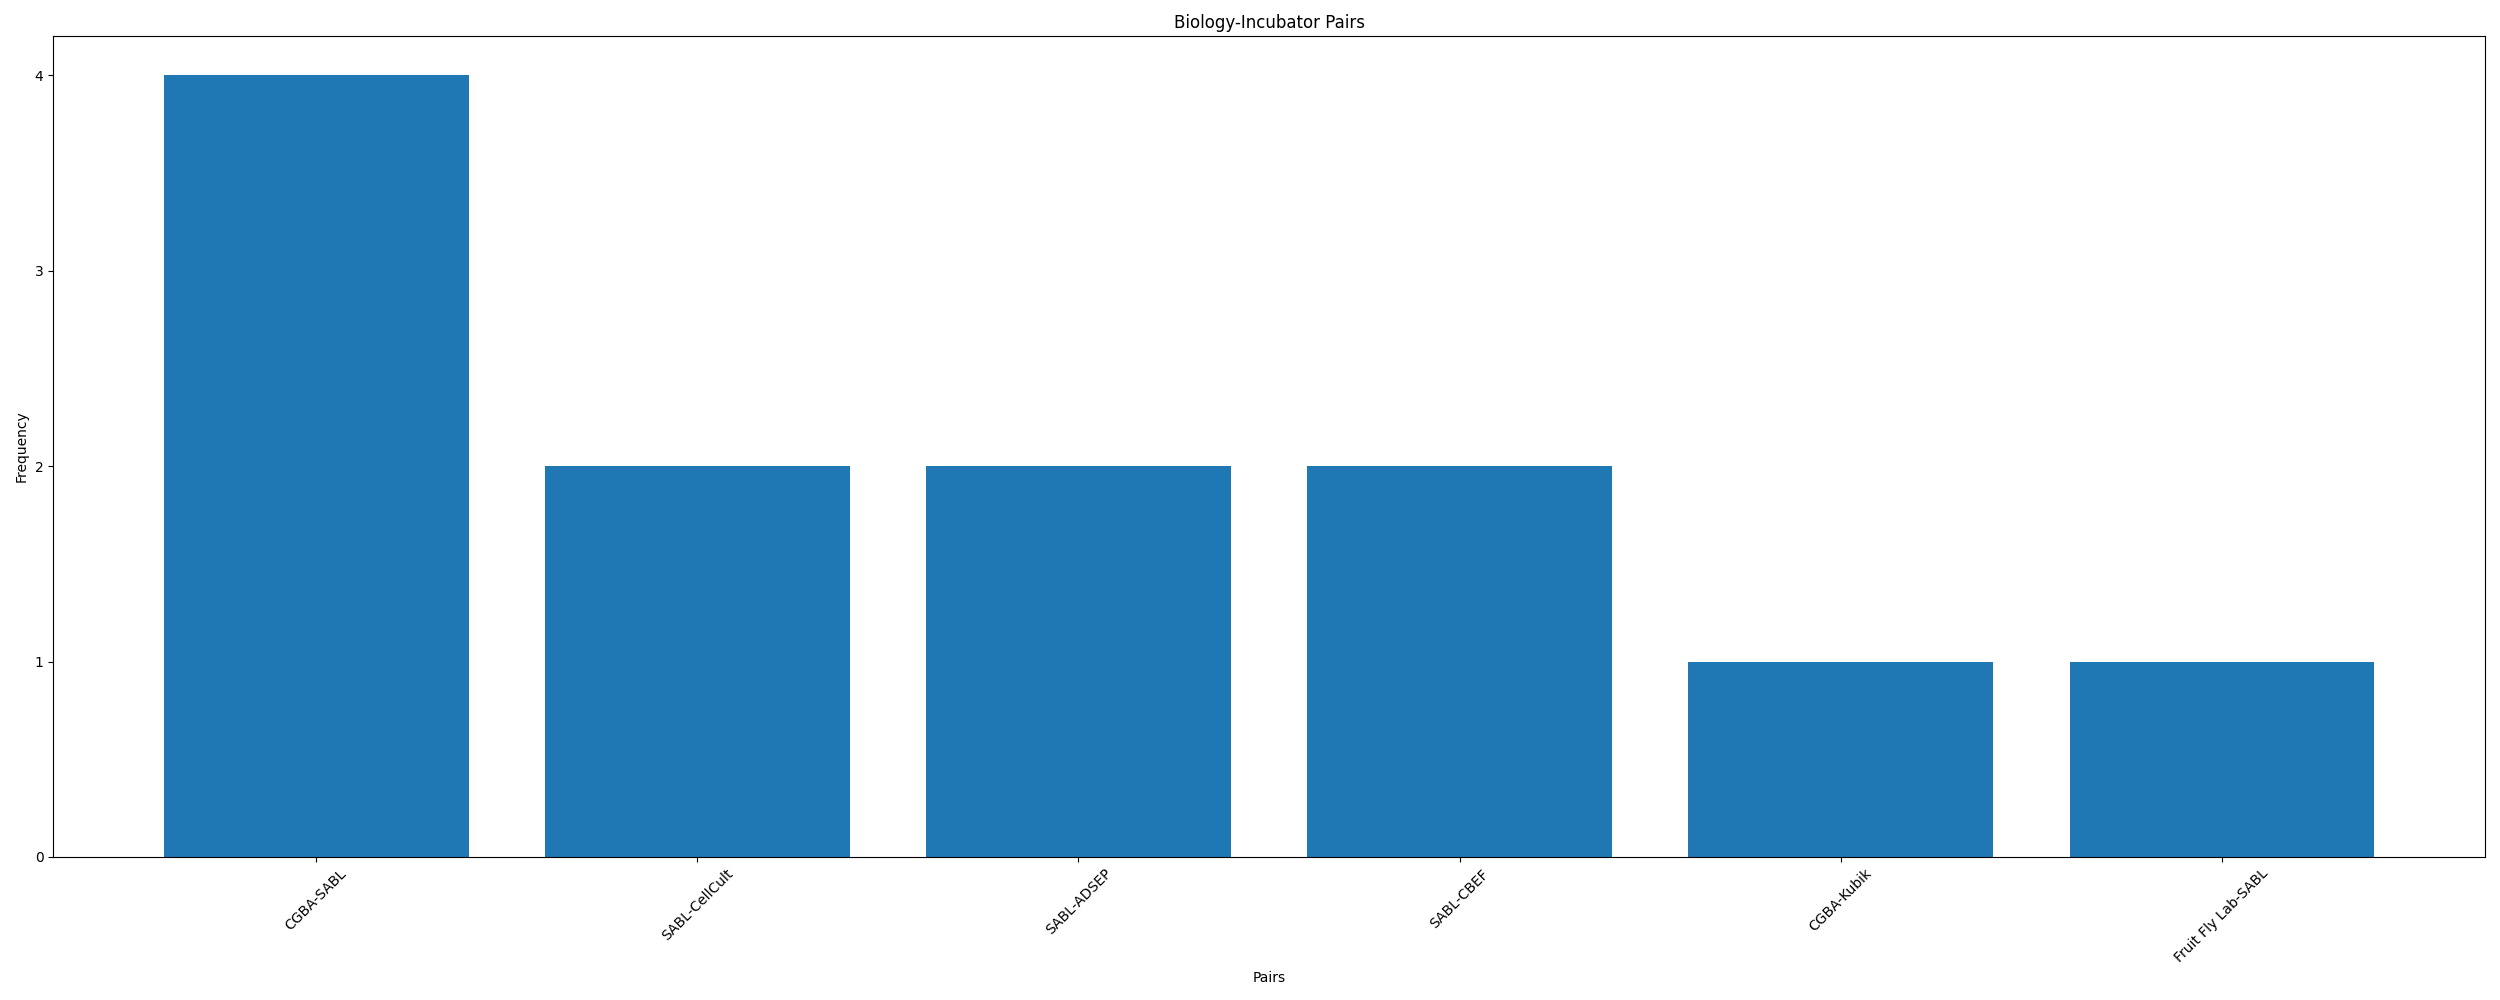 Biology-Incubator Pairs
Frequency
4
3
2
1
0
CGBA-SABL
SABL-CellCult
SABL-ADSEP
SABL-CBEF
CGBA-Kubik
Fruit Fly Lab-SABL
Pairs